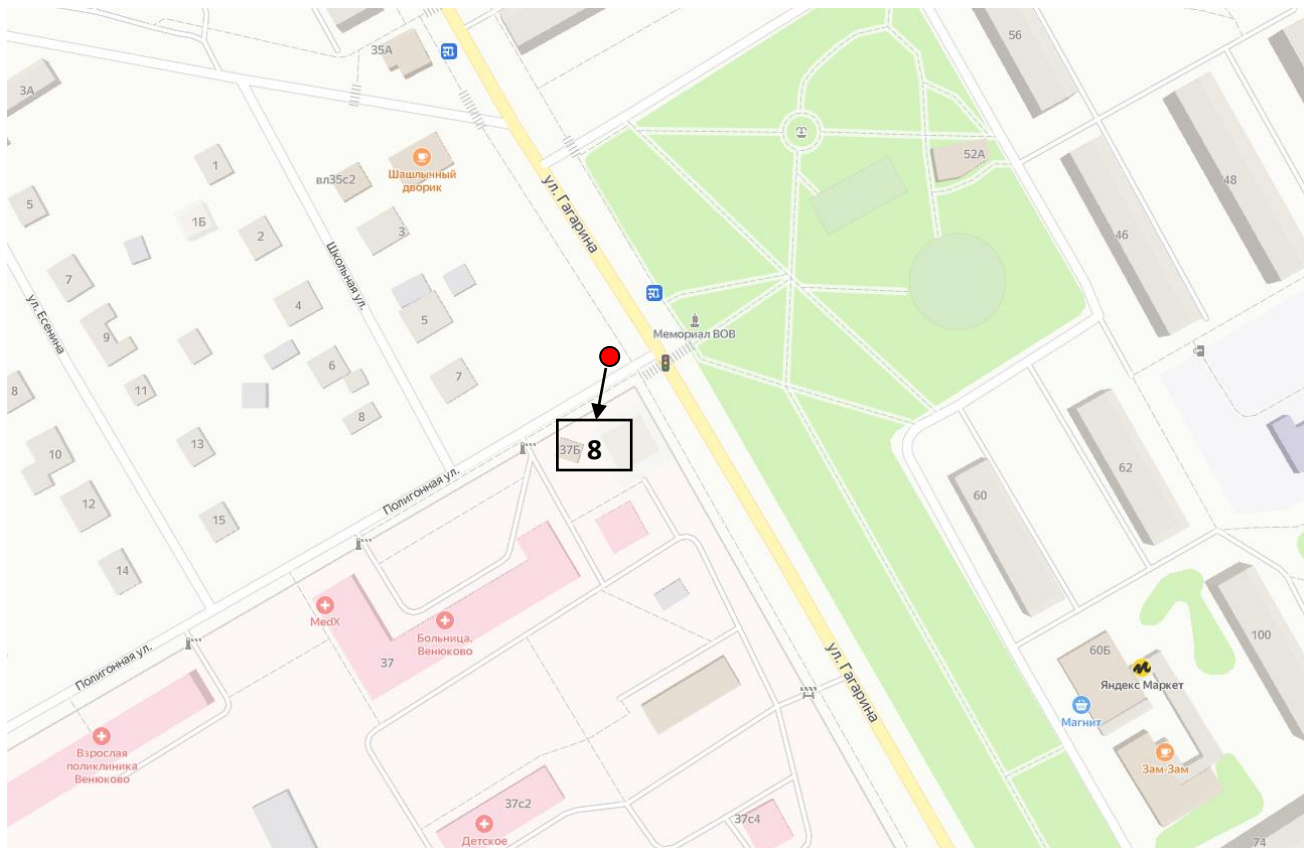 56
35А
3А
52А
48
Шашлычный
дворик
1
вл35с2
ул. Гагарина
5
1Б
3
2
46
Школьная ул.
7
4
ул. Есенина
5
9
Мемориал ВОВ
6
7
8
11
8
13
37Б
8
10
62
Полигонная ул.
60
12
15
14
MedX
Больница,
Венюково
100
37
60Б
Полигонная ул.
ул. Гагарина
Яндекс Маркет
Магнит
Взрослая
поликлиника
Венюково
Зам-Зам
37с2
37с4
Детское
74